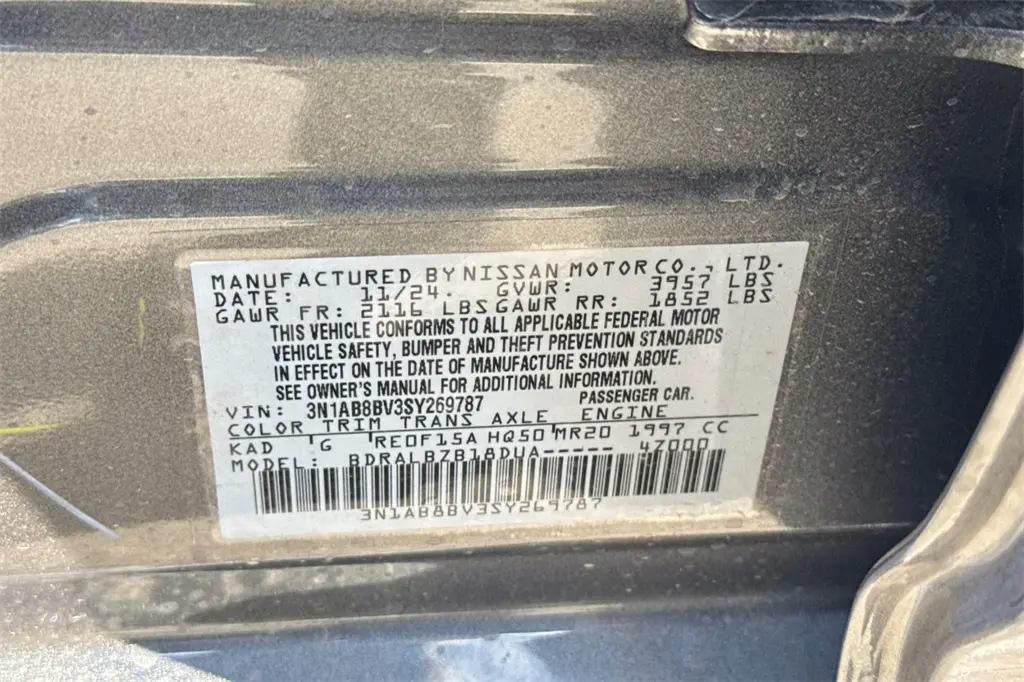 MANUFACTURED BY NISSAN MOTOR CO., LTD.
DATE: 11/24. GVWR: 3957 LBS
GAWR FR: 2116 LBS GAWR RR: 1852 LBS
THIS VEHICLE CONFORMS TO ALL APPLICABLE FEDERAL MOTOR
VEHICLE SAFETY, BUMPER AND THEFT PREVENTION STANDARDS
IN EFFECT ON THE DATE OF MANUFACTURE SHOWN ABOVE.
SEE OWNER'S MANUAL FOR ADDITIONAL INFORMATION.
VIN: 3N1AB8BV3SY269787 PASSENGER CAR.
COLOR TRIM TRANS AXLE ENGINE
KAD G RE0F15A HQ50 MR20 1997 CC
MODEL: BDRALBZB18DUA----- 4Z000
3N1AB8BV3SY269787